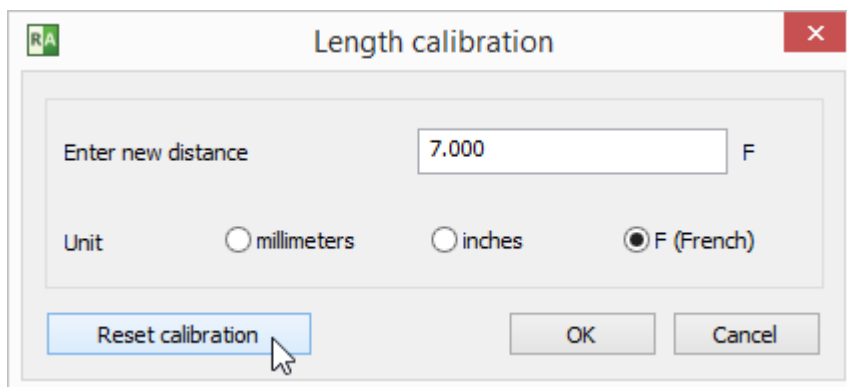 RA Length calibration
Enter new distance 7.000 F
Unit millimeters inches F (French)
Reset calibration OK Cancel